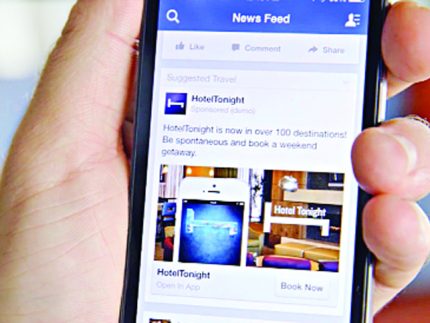 News Feed
Like Comment Share
Suggested Travel
HotelTonight
Sponsored (demo)
HotelTonight is now in over 100 destinations!
Be spontaneous and book a weekend
getaway.
Hotel Tonight
HotelTonight
Open In App
Book Now